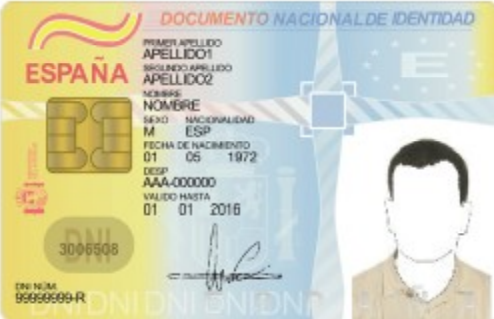 DOCUMENTO NACIONAL DE IDENTIDAD
ESPAÑA
PRIMER APELLIDO
APELLIDO1
SEGUNDO APELLIDO
APELLIDO2
NOMBRE
NOMBRE
SEXO NACIONALIDAD
M ESP
FECHA DE NACIMIENTO
01 05 1972
IDESP
AAA-000000
VALIDO HASTA
01 01 2016
DNI
3006508
DNI NÚM.
99999999-R
DNIDNIDNIDNIDNI